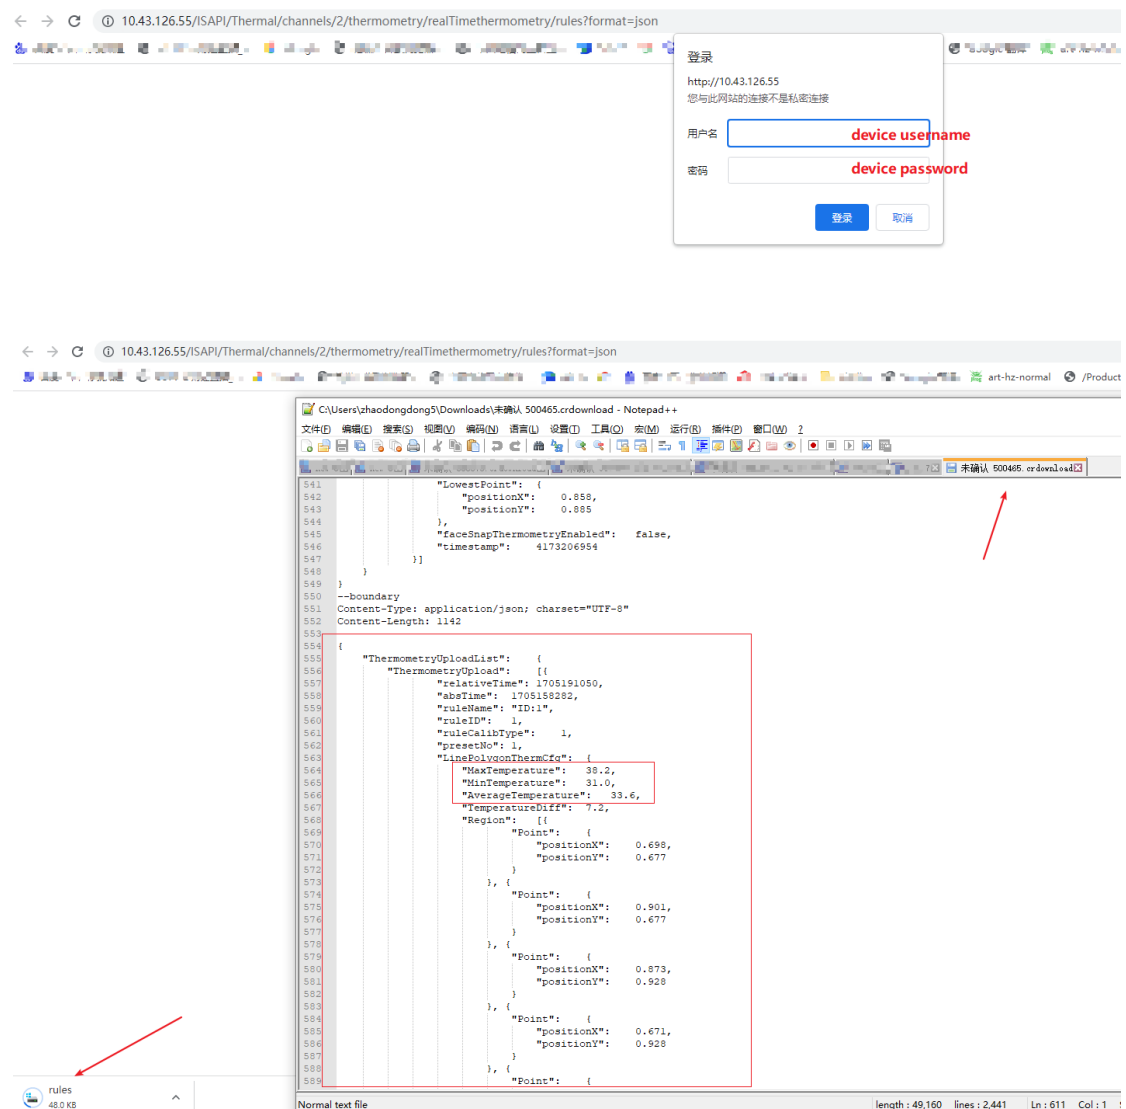 10.43.126.55/ISAPI/Thermal/channels/2/thermometry/realTimethermometry/rules?format=json
登录
http://10.43.126.55
您与此网站的连接不是私密连接
用户名 device username
密码 device password
登录 取消
10.43.126.55/ISAPI/Thermal/channels/2/thermometry/realTimethermometry/rules?format=json
art-hz-normal /Product
C:\Users\zhaodongdong5\Downloads\未确认 500465.crdownload - Notepad++
文件(F) 编辑(E) 搜索(S) 视图(V) 编码(N) 语言(L) 设置(T) 工具(O) 宏(M) 运行(R) 插件(P) 窗口(W) ?
未确认 500465.crdownload
541 "LowestPoint": {
542 "positionX": 0.858,
543 "positionY": 0.885
544 },
545 "faceSnapThermometryEnabled": false,
546 "timestamp": 4173206954
547 }]
548 }
549 }
550 --boundary
551 Content-Type: application/json; charset="UTF-8"
552 Content-Length: 1142
553
554 {
555 "ThermometryUploadList": {
556 "ThermometryUpload": [{
557 "relativeTime": 1705191050,
558 "absTime": 1705158282,
559 "ruleName": "ID:1",
560 "ruleID": 1,
561 "ruleCalibType": 1,
562 "presetNo": 1,
563 "LinePolygonThermCfg": {
564 "MaxTemperature": 38.2,
565 "MinTemperature": 31.0,
566 "AverageTemperature": 33.6,
567 "TemperatureDiff": 7.2,
568 "Region": [{
569 "Point": {
570 "positionX": 0.698,
571 "positionY": 0.677
572 }
573 }, {
574 "Point": {
575 "positionX": 0.901,
576 "positionY": 0.677
577 }
578 }, {
579 "Point": {
580 "positionX": 0.873,
581 "positionY": 0.928
582 }
583 }, {
584 "Point": {
585 "positionX": 0.671,
586 "positionY": 0.928
587 }
588 }, {
589 "Point": {
rules
48.0 KB
Normal text file length : 49,160 lines : 2,441 Ln : 611 Col : 1